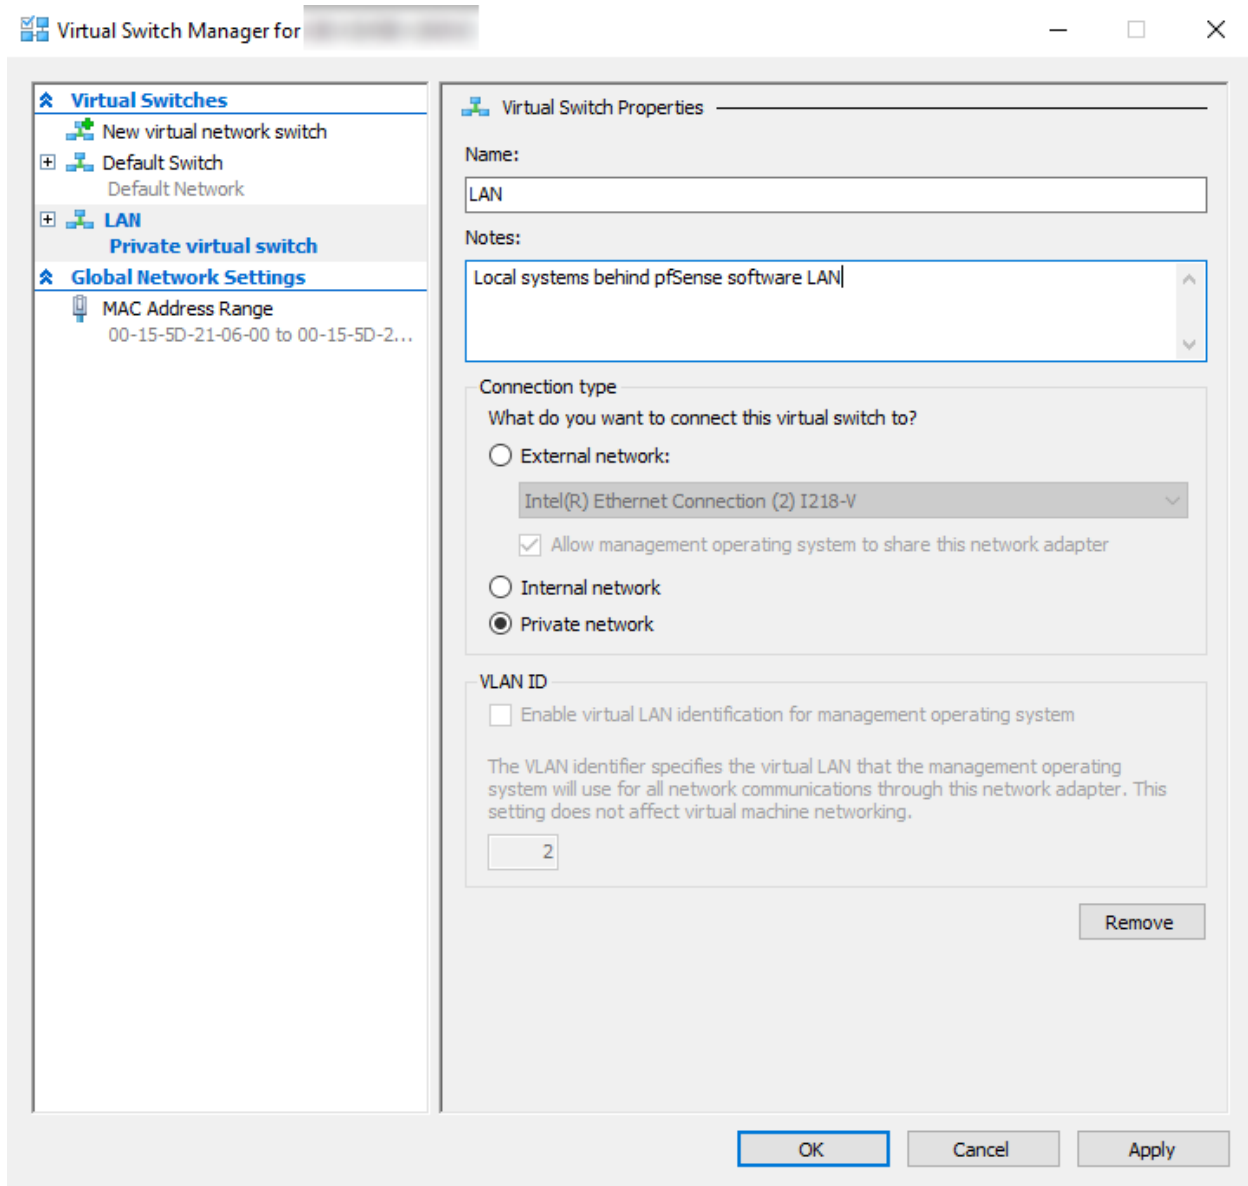 Virtual Switch Manager for
Virtual Switches
New virtual network switch
Default Switch
Default Network
LAN
Private virtual switch
Global Network Settings
MAC Address Range
00-15-5D-21-06-00 to 00-15-5D-2...
Virtual Switch Properties
Name:
LAN
Notes:
Local systems behind pfSense software LAN
Connection type
What do you want to connect this virtual switch to?
External network:
Intel(R) Ethernet Connection (2) I218-V
Allow management operating system to share this network adapter
Internal network
Private network
VLAN ID
Enable virtual LAN identification for management operating system
The VLAN identifier specifies the virtual LAN that the management operating
system will use for all network communications through this network adapter. This
setting does not affect virtual machine networking.
2
Remove
OK
Cancel
Apply